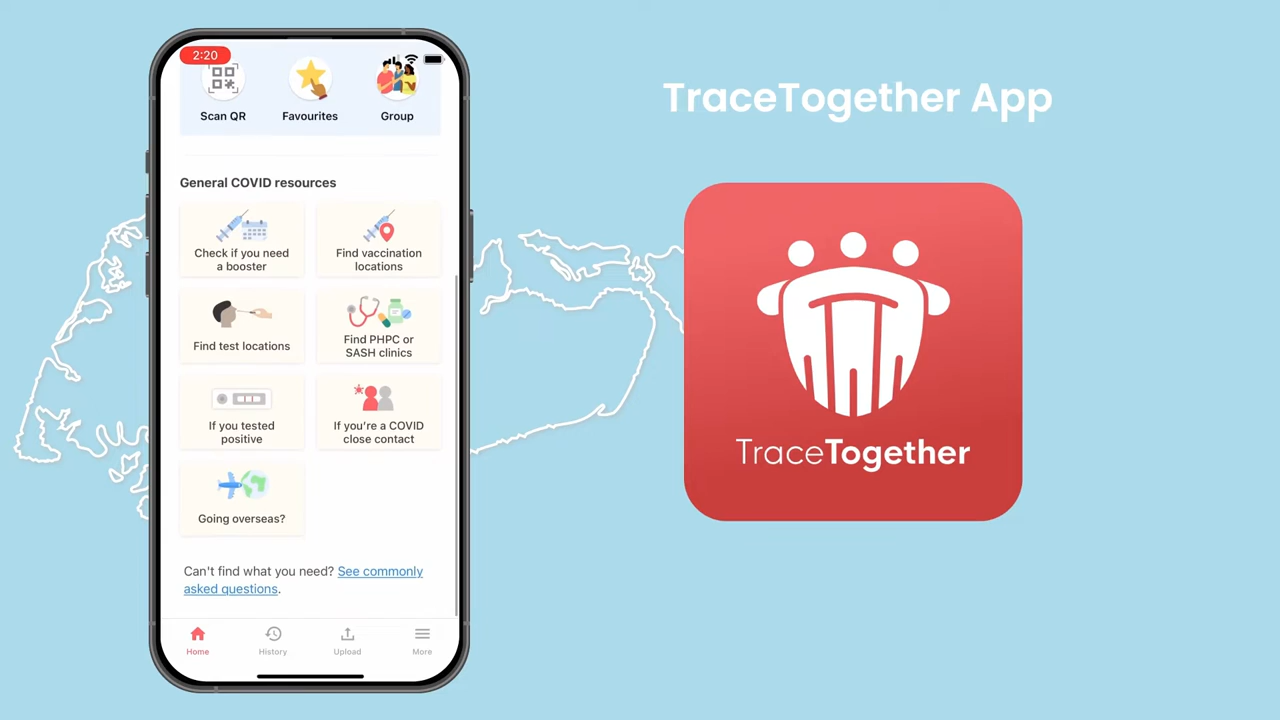 2:20
Scan QR
Favourites
Group
General COVID resources
Check if you need
a booster
Find vaccination
locations
Find test locations
Find PHPC or
SASH clinics
If you tested
positive
If you're a COVID
close contact
Going overseas?
Can't find what you need? See commonly
asked questions.
Home
History
Upload
More
TraceTogether App
TraceTogether